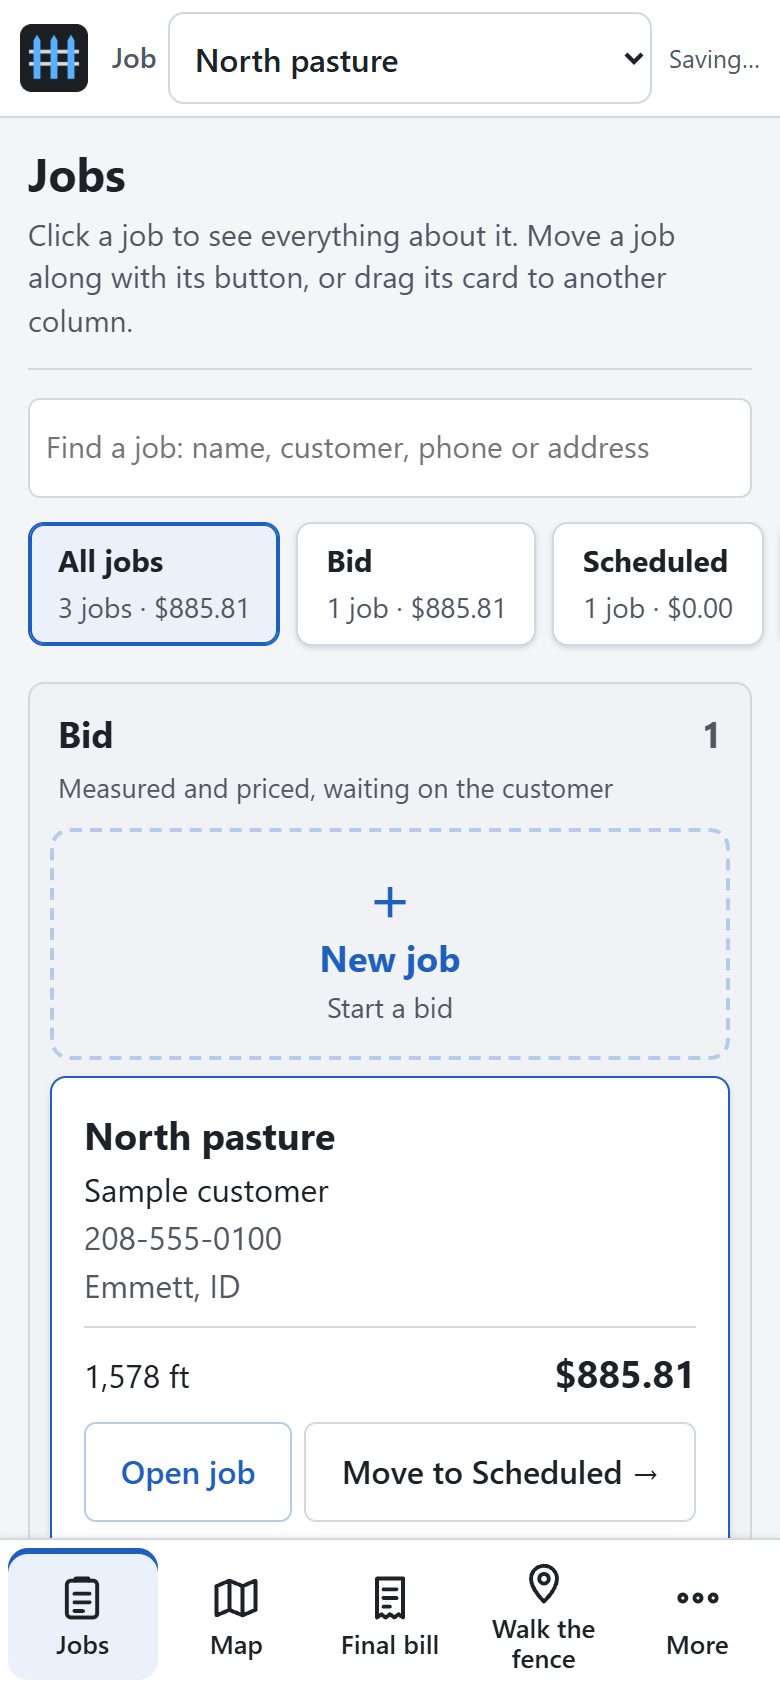 Job
North pasture
Saving...
Jobs
Click a job to see everything about it. Move a job
along with its button, or drag its card to another
column.
Find a job: name, customer, phone or address
All jobs
3 jobs · $885.81
Bid
1 job · $885.81
Scheduled
1 job · $0.00
Bid
1
Measured and priced, waiting on the customer
+
New job
Start a bid
North pasture
Sample customer
208-555-0100
Emmett, ID
1,578 ft
$885.81
Open job
Move to Scheduled →
Jobs
Map
Final bill
Walk the
fence
More